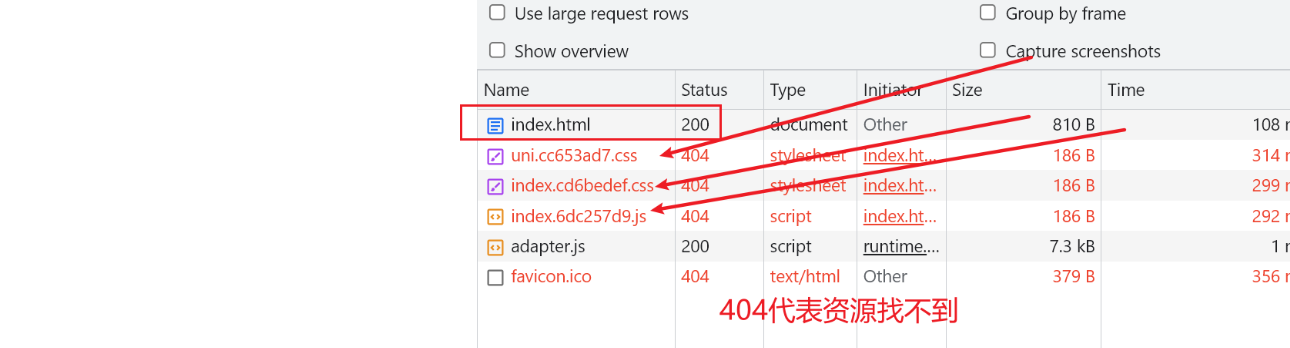 Use large request rows Group by frame
Show overview Capture screenshots
Name Status Type Initiator Size Time
index.html 200 document Other 810 B 108
uni.cc653ad7.css 404 stylesheet index.ht... 186 B 314
index.cd6bedef.css 404 stylesheet index.ht... 186 B 299
index.6dc257d9.js 404 script index.ht... 186 B 292
adapter.js 200 script runtime.... 7.3 kB 1
favicon.ico 404 text/html Other 379 B 356
404代表资源找不到